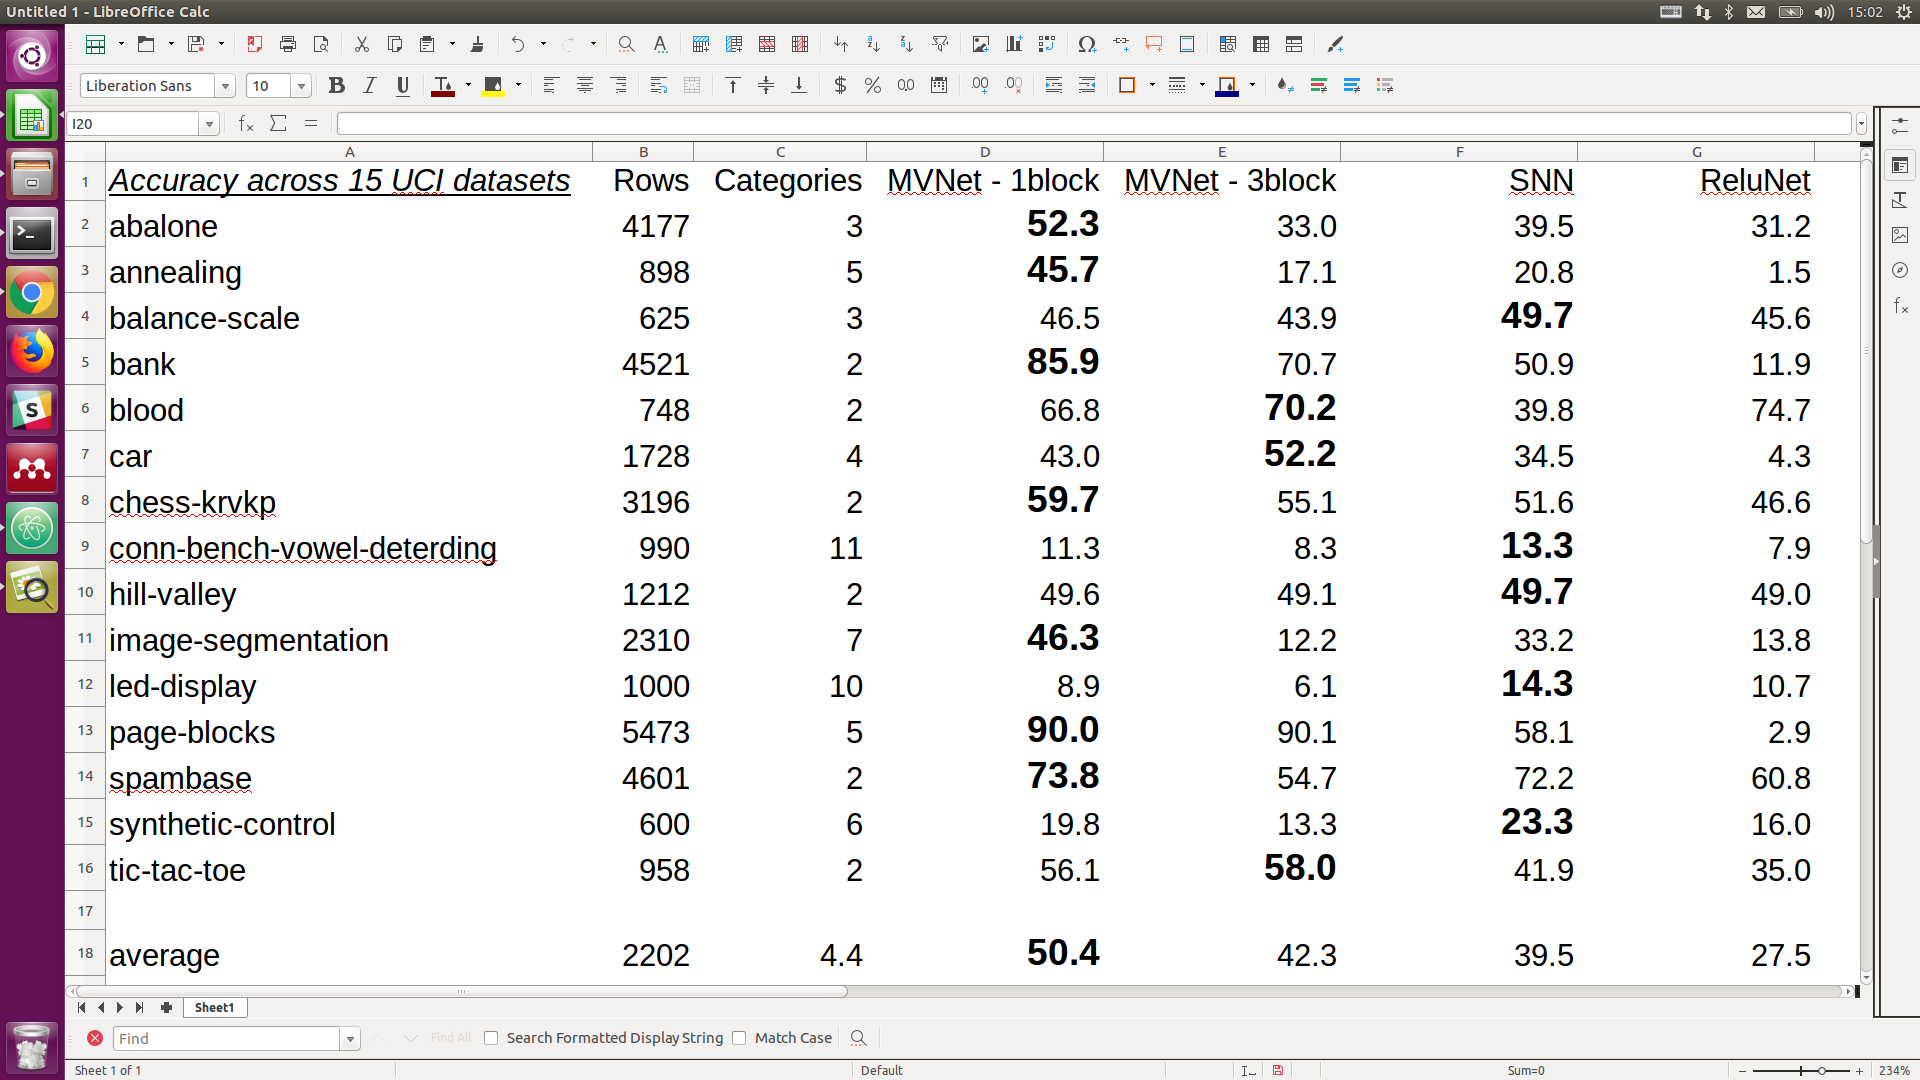 Untitled 1 - LibreOffice Calc 15:02
Liberation Sans 10
I20
A B C D E F G
1 Accuracy across 15 UCI datasets Rows Categories MVNet - 1block MVNet - 3block SNN ReluNet
2 abalone 4177 3 52.3 33.0 39.5 31.2
3 annealing 898 5 45.7 17.1 20.8 1.5
4 balance-scale 625 3 46.5 43.9 49.7 45.6
5 bank 4521 2 85.9 70.7 50.9 11.9
6 blood 748 2 66.8 70.2 39.8 74.7
7 car 1728 4 43.0 52.2 34.5 4.3
8 chess-krvkp 3196 2 59.7 55.1 51.6 46.6
9 conn-bench-vowel-deterding 990 11 11.3 8.3 13.3 7.9
10 hill-valley 1212 2 49.6 49.1 49.7 49.0
11 image-segmentation 2310 7 46.3 12.2 33.2 13.8
12 led-display 1000 10 8.9 6.1 14.3 10.7
13 page-blocks 5473 5 90.0 90.1 58.1 2.9
14 spambase 4601 2 73.8 54.7 72.2 60.8
15 synthetic-control 600 6 19.8 13.3 23.3 16.0
16 tic-tac-toe 958 2 56.1 58.0 41.9 35.0
17
18 average 2202 4.4 50.4 42.3 39.5 27.5
Sheet1
Find Find All Search Formatted Display String Match Case
Sheet 1 of 1 Default Sum=0 234%